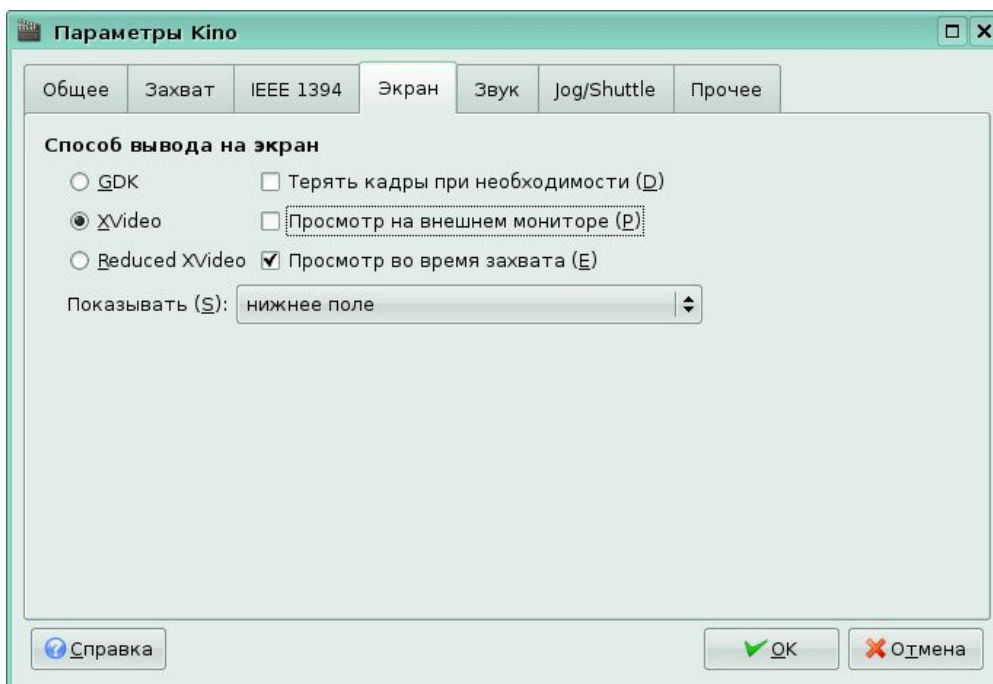 Параметры Kino
Общее Захват IEEE 1394 Экран Звук Jog/Shuttle Прочее
Способ вывода на экран
GDK Терять кадры при необходимости (D)
XVideo Просмотр на внешнем мониторе (P)
Reduced XVideo Просмотр во время захвата (E)
Показывать (S): нижнее поле
Справка OK Отмена